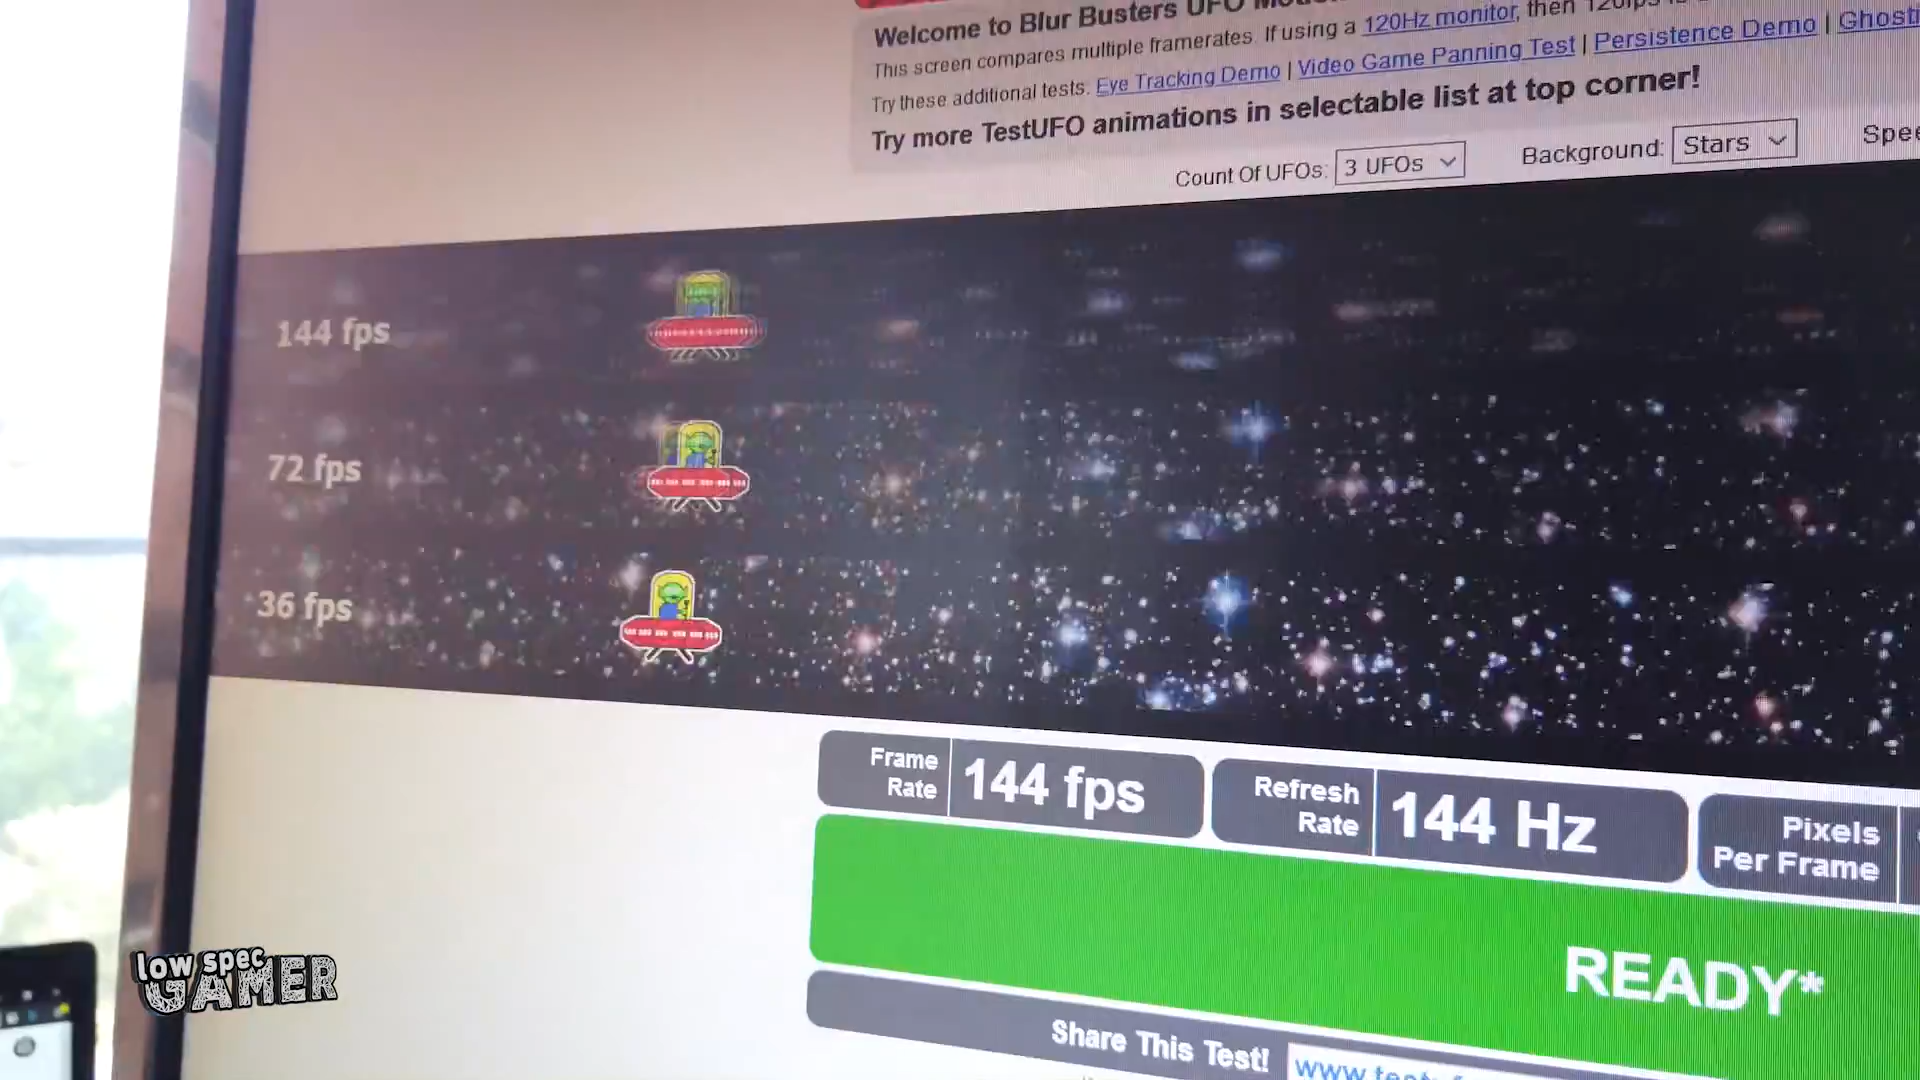 Welcome to Blur Busters UFO
This screen compares multiple framerates. If using a 120Hz monitor, then 120fps
Try these additional tests: Eye Tracking Demo | Video Game Panning Test | Persistence Demo |
Try more TestUFO animations in selectable list at top corner!
Count Of UFOs: 3 UFOs Background: Stars
144 fps
72 fps
36 fps
Frame Rate 144 fps Refresh Rate 144 Hz Pixels Per Frame
READY*
Share This Test!
low spec
GAMER